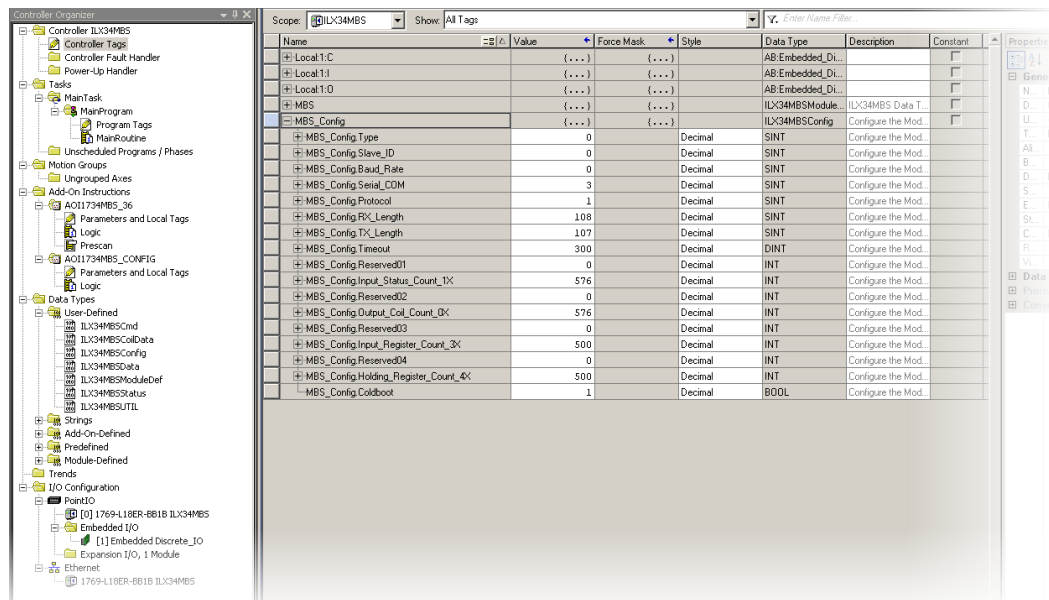 Controller Organizer
Controller ILX34MBS
Controller Tags
Controller Fault Handler
Power-Up Handler
Tasks
MainTask
MainProgram
Program Tags
MainRoutine
Unscheduled Programs / Phases
Motion Groups
Ungrouped Axes
Add-On Instructions
AOI1734MBS_36
Parameters and Local Tags
Logic
Prescan
AOI1734MBS_CONFIG
Parameters and Local Tags
Logic
Data Types
User-Defined
ILX34MBSCmd
ILX34MBSCoilData
ILX34MBSConfig
ILX34MBSData
ILX34MBSModuleDef
ILX34MBSStatus
ILX34MBSUTIL
Strings
Add-On-Defined
Predefined
Module-Defined
Trends
I/O Configuration
PointIO
[0] 1769-L18ER-BB1B ILX34MBS
Embedded I/O
[1] Embedded Discrete_IO
Expansion I/O, 1 Module
Ethernet
1769-L18ER-BB1B ILX34MBS
Scope: ILX34MBS Show: All Tags Enter Name Filter...
Name Value Force Mask Style Data Type Description Constant
Local:1:C {...} {...} AB:Embedded_Di...
Local:1:I {...} {...} AB:Embedded_Di...
Local:1:O {...} {...} AB:Embedded_Di...
MBS {...} {...} ILX34MBSModule... ILX34MBS Data T...
MBS_Config {...} {...} ILX34MBSConfig Configure the Mod...
MBS_Config.Type 0 Decimal SINT Configure the Mod...
MBS_Config.Slave_ID 0 Decimal SINT Configure the Mod...
MBS_Config.Baud_Rate 0 Decimal SINT Configure the Mod...
MBS_Config.Serial_COM 3 Decimal SINT Configure the Mod...
MBS_Config.Protocol 1 Decimal SINT Configure the Mod...
MBS_Config.RX_Length 108 Decimal SINT Configure the Mod...
MBS_Config.TX_Length 107 Decimal SINT Configure the Mod...
MBS_Config.Timeout 300 Decimal DINT Configure the Mod...
MBS_Config.Reserved01 0 Decimal INT Configure the Mod...
MBS_Config.Input_Status_Count_1X 576 Decimal INT Configure the Mod...
MBS_Config.Reserved02 0 Decimal INT Configure the Mod...
MBS_Config.Output_Coil_Count_0X 576 Decimal INT Configure the Mod...
MBS_Config.Reserved03 0 Decimal INT Configure the Mod...
MBS_Config.Input_Register_Count_3X 500 Decimal INT Configure the Mod...
MBS_Config.Reserved04 0 Decimal INT Configure the Mod...
MBS_Config.Holding_Register_Count_4X 500 Decimal INT Configure the Mod...
MBS_Config.Coldboot 1 Decimal BOOL Configure the Mod...
Propertie
Gene
N...
D...
U...
T...
Ali...
B...
D...
S...
E...
St...
C...
R...
Vi...
Data
Produ